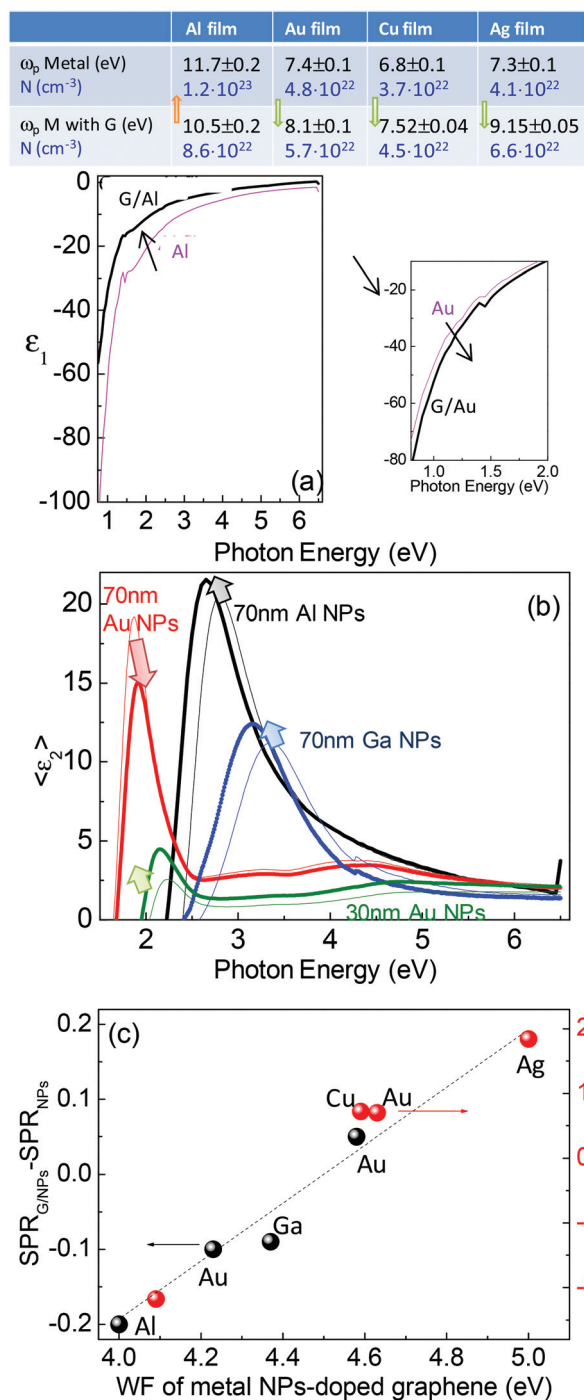 Al film Au film Cu film Ag film
ωp Metal (eV) 11.7±0.2 7.4±0.1 6.8±0.1 7.3±0.1
N (cm⁻³) 1.2·10²³ 4.8·10²² 3.7·10²² 4.1·10²²
ωp M with G (eV) 10.5±0.2 8.1±0.1 7.52±0.04 9.15±0.05
N (cm⁻³) 8.6·10²² 5.7·10²² 4.5·10²² 6.6·10²²
0
G/Al
-20
Al
-40
ε1
-60
-80
-100
(a)
1 2 3 4 5 6
Photon Energy (eV)
-20
Au
-40
-60
G/Au
-80
1.0 1.5 2.0
Photon Energy (eV)
70nm
Au NPs
(b)
20
70nm Al NPs
15
<ε2>
70nm Ga NPs
10
5
30nm Au NPs
0
2 3 4 5 6
Photon Energy (eV)
(c)
0.2 2
Ag
0.1 1
Cu Au
Au
0.0 0
SPRG/NPs-SPRNPs
Ga
-0.1
Au
-0.2
Al
4.0 4.2 4.4 4.6 4.8 5.0
WF of metal NPs-doped graphene (eV)